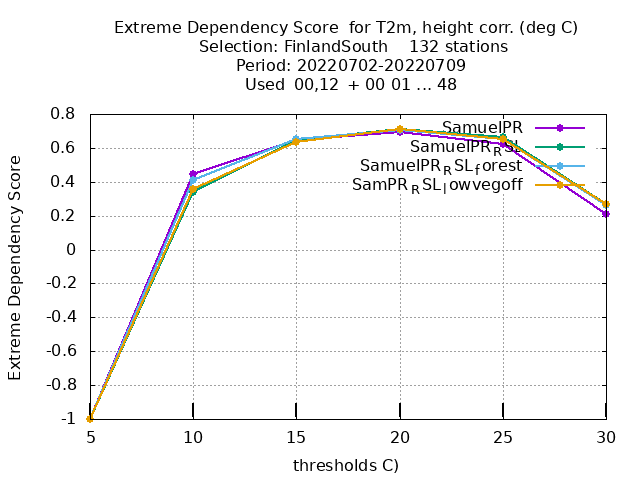 Extreme Dependency Score for T2m, height corr. (deg C)
Selection: FinlandSouth 132 stations
Period: 20220702-20220709
Used 00,12 + 00 01 ... 48
SamuelPR
SamuelPR_RSL
SamuelPR_RSL_forest
SamPR_RSL_lowvegoff
Extreme Dependency Score
0.8
0.6
0.4
0.2
0
-0.2
-0.4
-0.6
-0.8
-1
5 10 15 20 25 30
thresholds C)